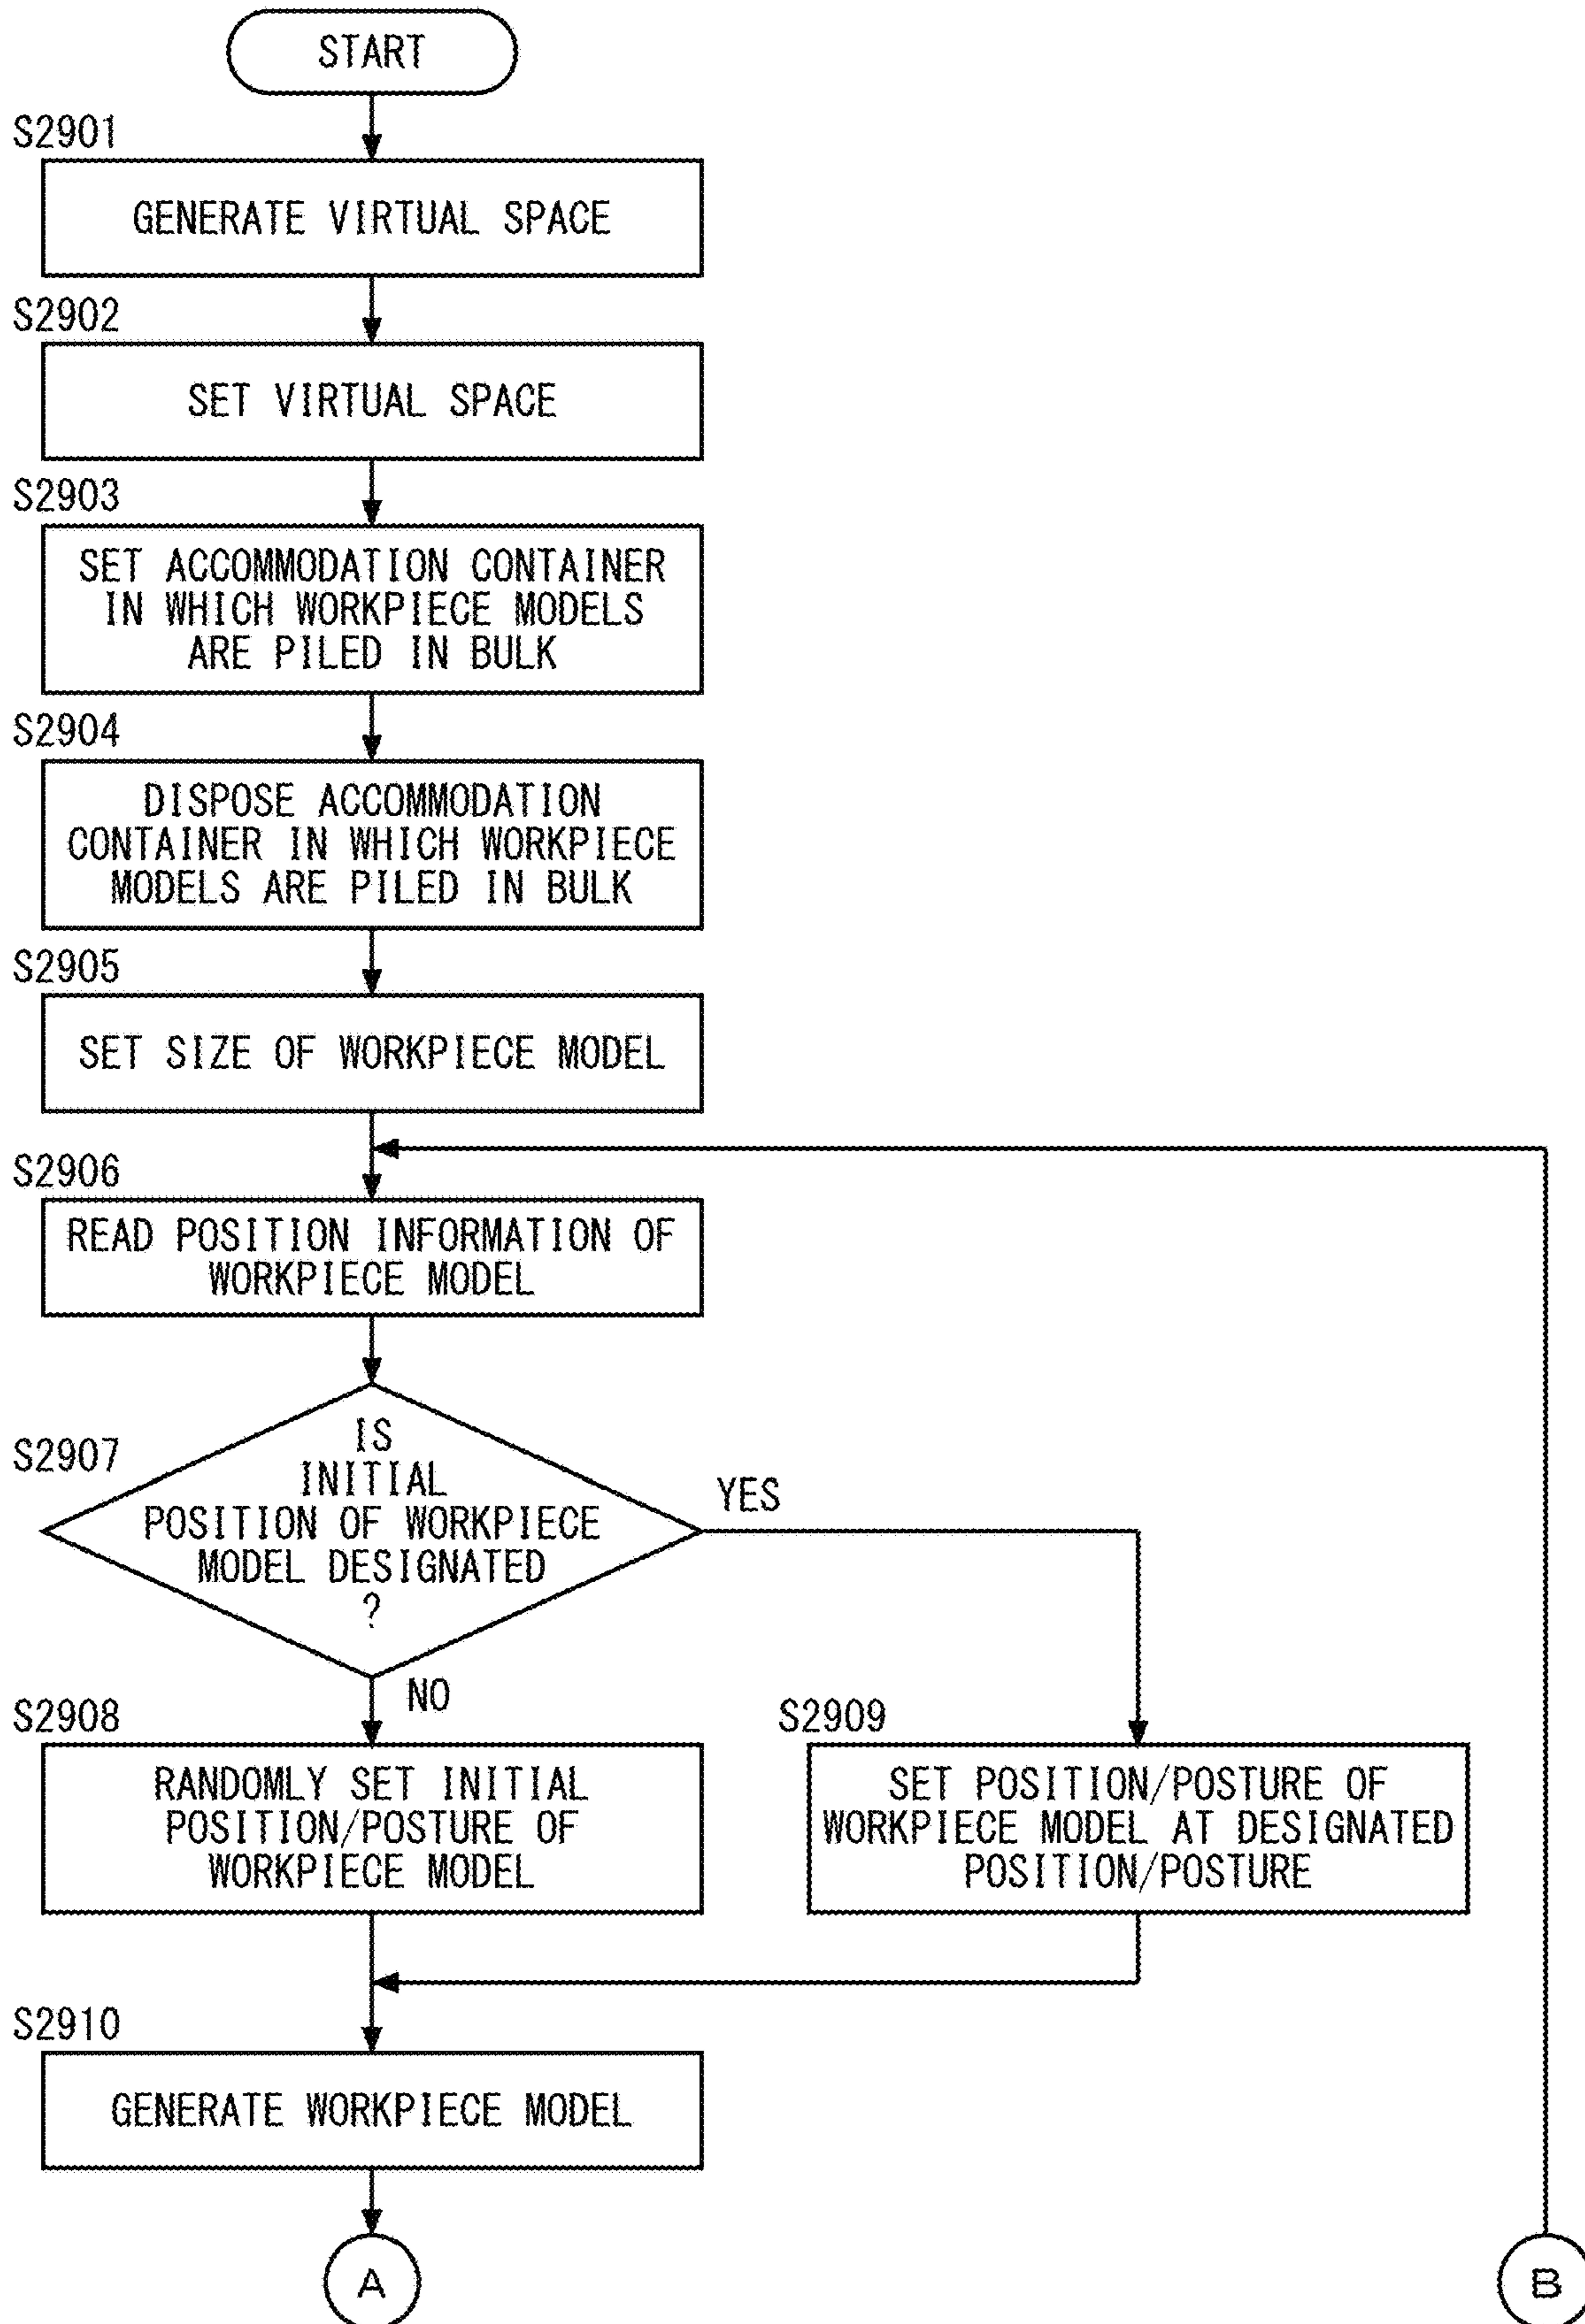 START
S2901
GENERATE VIRTUAL SPACE
S2902
SET VIRTUAL SPACE
S2903
SET ACCOMMODATION CONTAINER
IN WHICH WORKPIECE MODELS
ARE PILED IN BULK
S2904
DISPOSE ACCOMMODATION
CONTAINER IN WHICH WORKPIECE
MODELS ARE PILED IN BULK
S2905
SET SIZE OF WORKPIECE MODEL
S2906
READ POSITION INFORMATION OF
WORKPIECE MODEL
S2907
IS
INITIAL
POSITION OF WORKPIECE
MODEL DESIGNATED
?
YES
NO
S2908
RANDOMLY SET INITIAL
POSITION/POSTURE OF
WORKPIECE MODEL
S2909
SET POSITION/POSTURE OF
WORKPIECE MODEL AT DESIGNATED
POSITION/POSTURE
S2910
GENERATE WORKPIECE MODEL
A
B